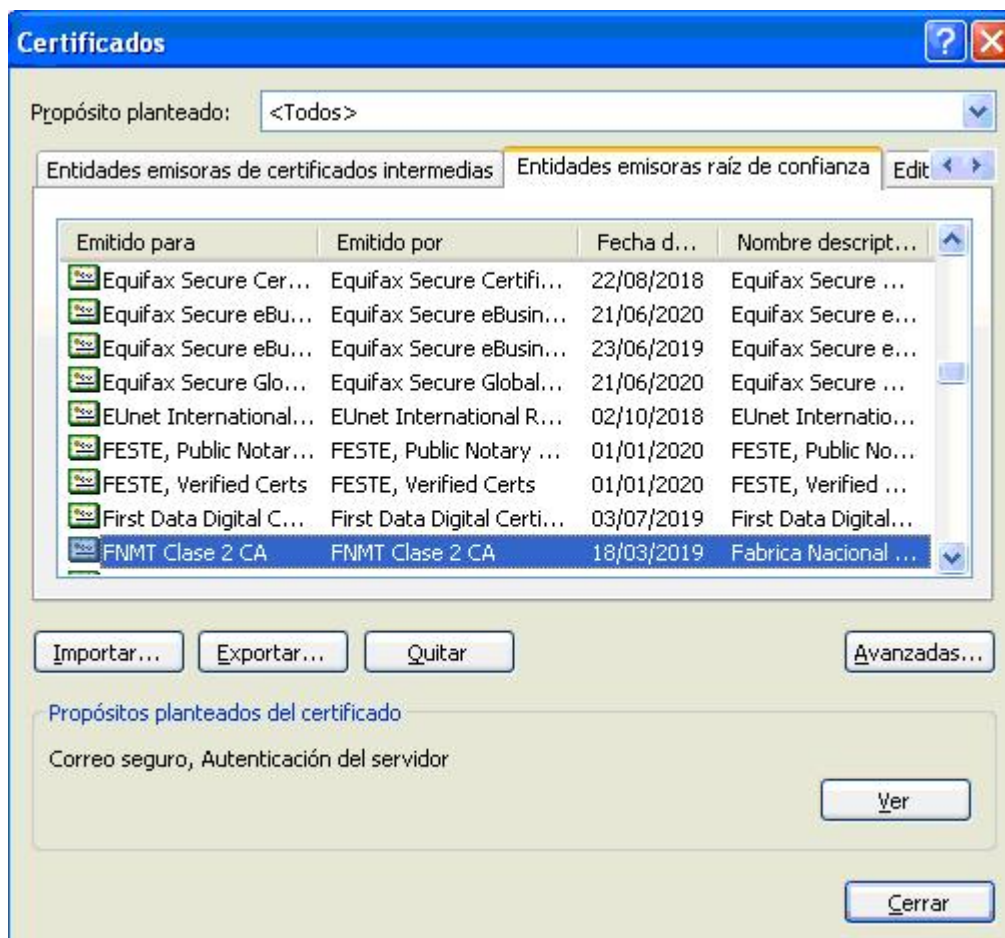 Certificados
Propósito planteado: <Todos>
Entidades emisoras de certificados intermedias Entidades emisoras raíz de confianza Edit
Emitido para Emitido por Fecha d... Nombre descript...
Equifax Secure Cer... Equifax Secure Certifi... 22/08/2018 Equifax Secure ...
Equifax Secure eBu... Equifax Secure eBusin... 21/06/2020 Equifax Secure e...
Equifax Secure eBu... Equifax Secure eBusin... 23/06/2019 Equifax Secure e...
Equifax Secure Glo... Equifax Secure Global... 21/06/2020 Equifax Secure ...
EUnet International... EUnet International R... 02/10/2018 EUnet Internatio...
FESTE, Public Notar... FESTE, Public Notary ... 01/01/2020 FESTE, Public No...
FESTE, Verified Certs FESTE, Verified Certs 01/01/2020 FESTE, Verified ...
First Data Digital C... First Data Digital Certi... 03/07/2019 First Data Digital...
FNMT Clase 2 CA FNMT Clase 2 CA 18/03/2019 Fabrica Nacional ...
Importar... Exportar... Quitar Avanzadas...
Propósitos planteados del certificado
Correo seguro, Autenticación del servidor
Ver
Cerrar